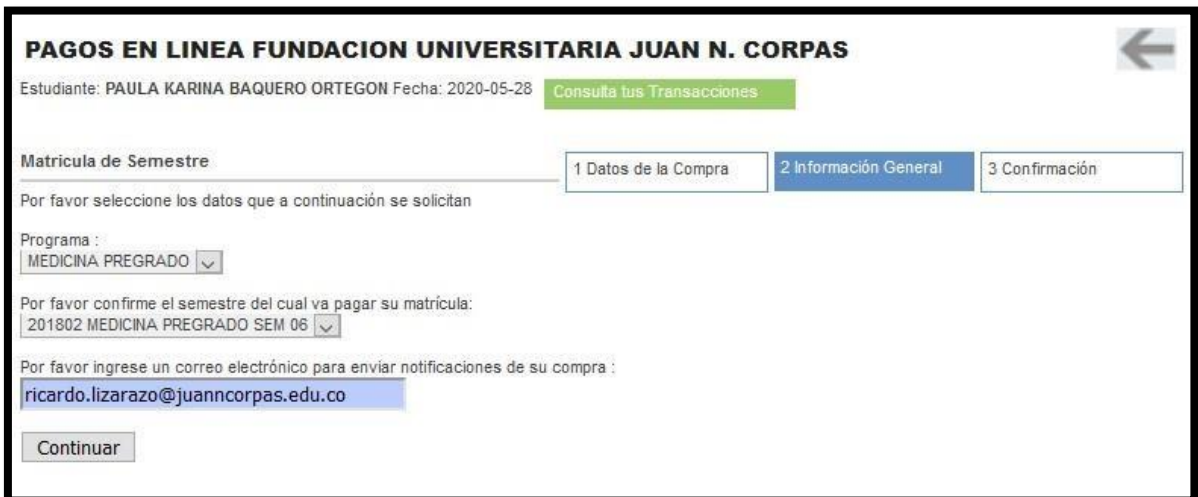 PAGOS EN LINEA FUNDACION UNIVERSITARIA JUAN N. CORPAS
Estudiante: PAULA KARINA BAQUERO ORTEGON Fecha: 2020-05-28 Consulta tus Transacciones
Matricula de Semestre
1 Datos de la Compra
2 Información General
3 Confirmación
Por favor seleccione los datos que a continuación se solicitan
Programa :
MEDICINA PREGRADO
Por favor confirme el semestre del cual va pagar su matrícula:
201802 MEDICINA PREGRADO SEM 06
Por favor ingrese un correo electrónico para enviar notificaciones de su compra :
ricardo.lizarazo@juanncorpas.edu.co
Continuar